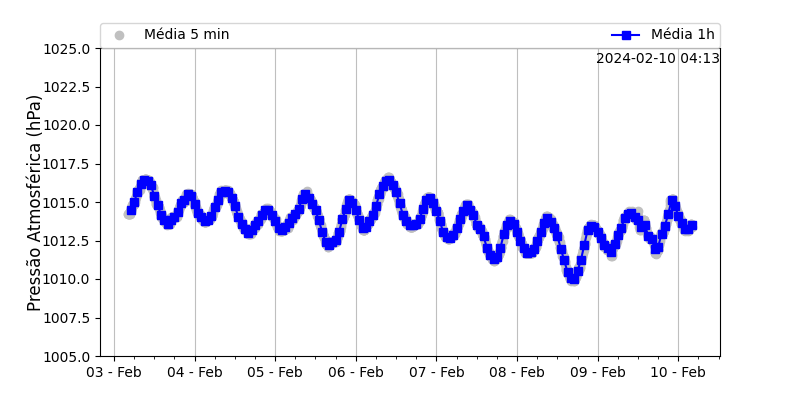 Média 5 min
Média 1h
2024-02-10 04:13
Pressão Atmosférica (hPa)
1025.0
1022.5
1020.0
1017.5
1015.0
1012.5
1010.0
1007.5
1005.0
03 - Feb
04 - Feb
05 - Feb
06 - Feb
07 - Feb
08 - Feb
09 - Feb
10 - Feb